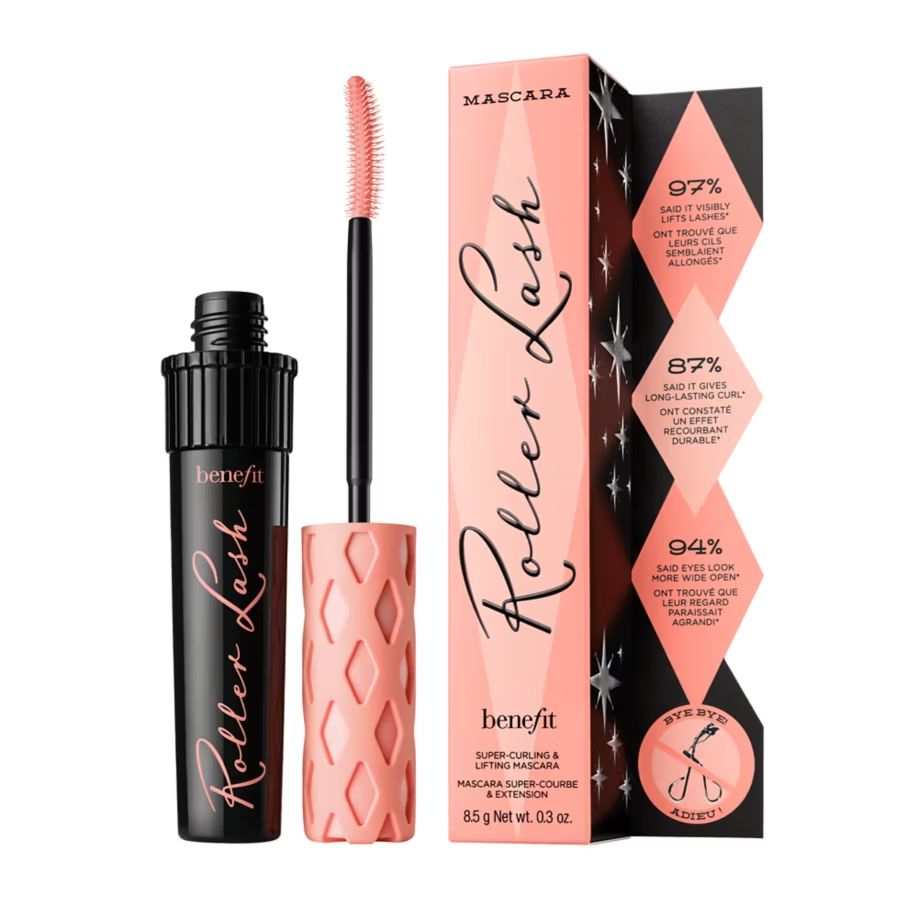 benefit
Roller Lash
MASCARA
Roller Lash
benefit
SUPER-CURLING &
LIFTING MASCARA
MASCARA SUPER-COURBE
& EXTENSION
8.5 g Net wt. 0.3 oz.
97%
SAID IT VISIBLY
LIFTS LASHES*
ONT TROUVÉ QUE
LEURS CILS
SEMBLAIENT
ALLONGÉS*
87%
SAID IT GIVES
LONG-LASTING CURL*
ONT CONSTATÉ
UN EFFET
RECOURBANT
DURABLE*
94%
SAID EYES LOOK
MORE WIDE OPEN*
ONT TROUVÉ QUE
LEUR REGARD
PARAISSAIT
AGRANDI*
BYE BYE!
ADIEU !